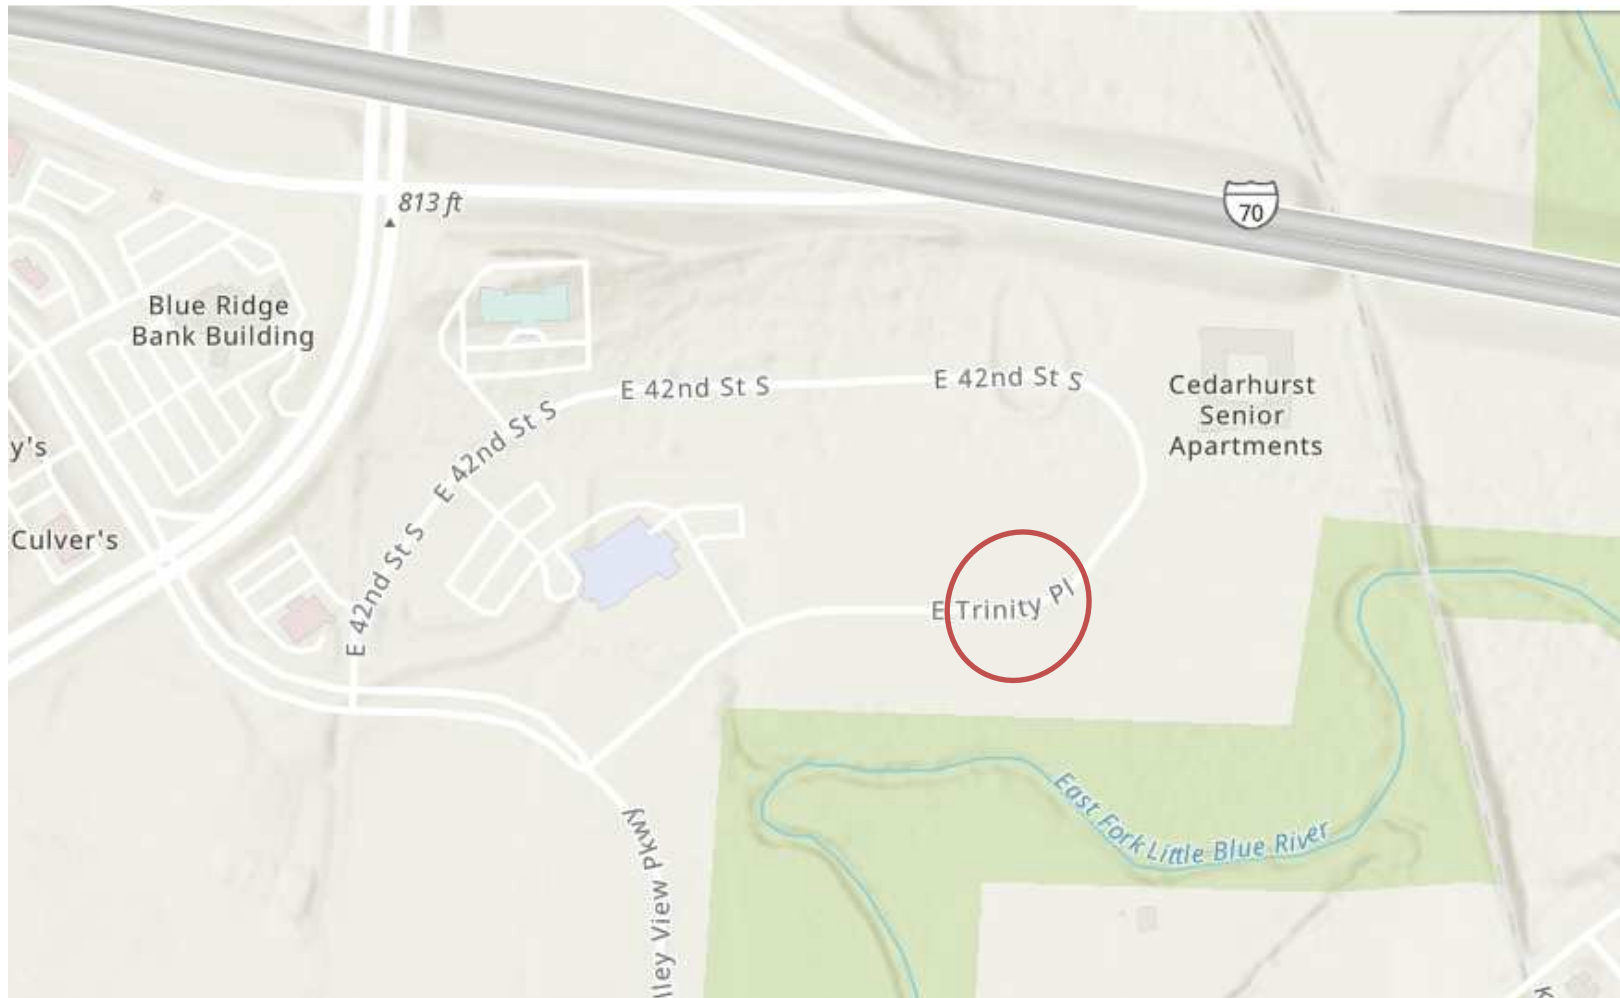 813 ft
70
Blue Ridge
Bank Building
E 42nd St S
E 42nd St S
Cedarhurst
Senior
Apartments
E 42nd St S
y's
E 42nd St S
Culver's
E Trinity Pl
East Fork Little Blue River
lley View Pkwy
K